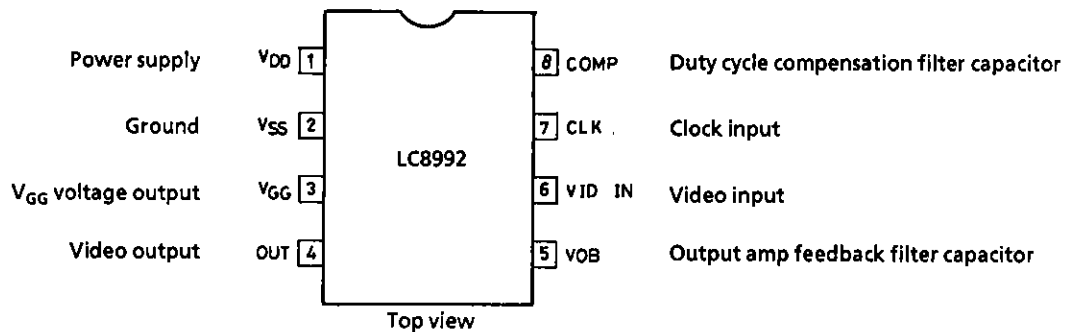 Power supply VDD 1 8 COMP Duty cycle compensation filter capacitor
Ground VSS 2 7 CLK Clock input
LC8992
VGG voltage output VGG 3 6 VID IN Video input
Video output OUT 4 5 VOB Output amp feedback filter capacitor
Top view